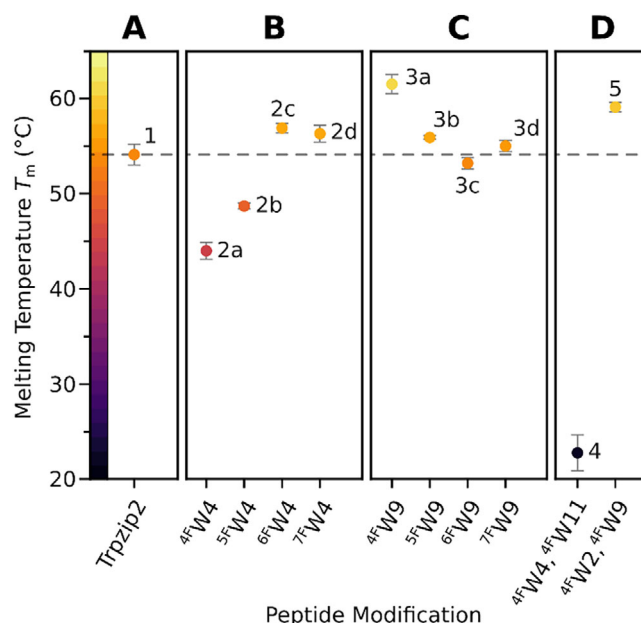 A B C D
Melting Temperature Tm (°C)
60
50
40
30
20
1
2a
2b
2c
2d
3a
3b
3c
3d
4
5
Trpzip2
4FW4
5FW4
6FW4
7FW4
4FW9
5FW9
6FW9
7FW9
4FW4, 4FW11
4FW2, 4FW9
Peptide Modification